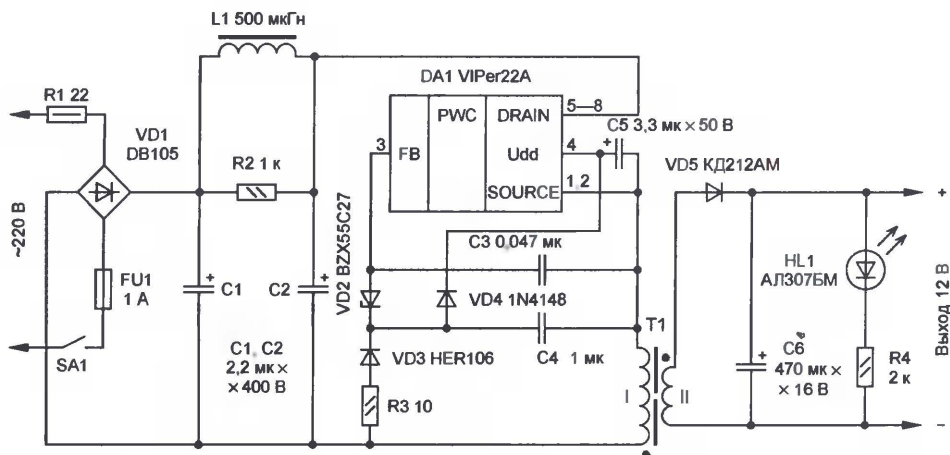 L1 500 мкГн
R1 22
VD1
DB105
~220 В
R2 1 к
FU1
1 А
SA1
C1
C2
C1, C2
2,2 мк ×
× 400 В
DA1 VIPer22A
3
FB
PWC
DRAIN
Udd
SOURCE
5—8
4
1, 2
C5 3,3 мк × 50 В
+
VD2 BZX55C27
C3 0,047 мк
VD4 1N4148
C4 1 мк
VD3 HER106
R3 10
T1
I
II
VD5 КД212АМ
C6
470 мк ×
× 16 В
+
HL1
АЛ307БМ
R4
2 к
+
Выход 12 В
–
+
+